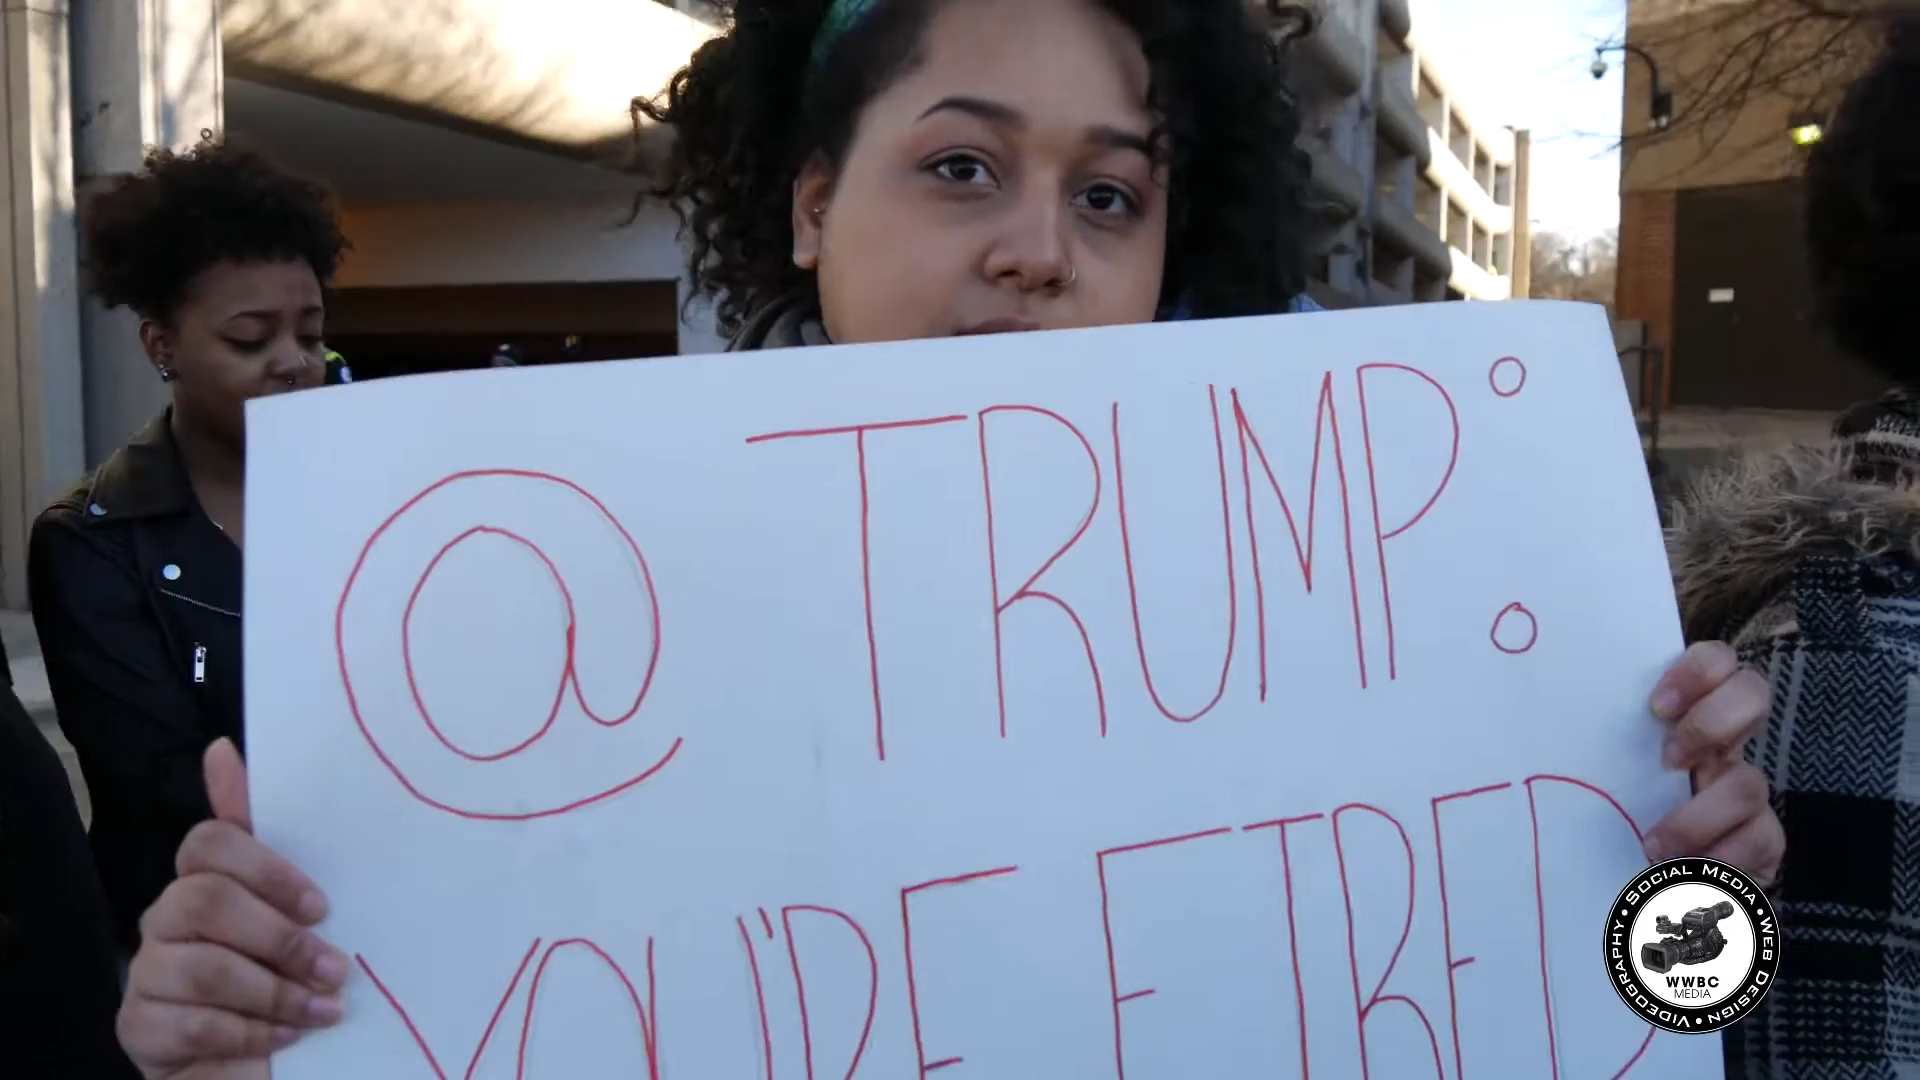 @ TRUMP:
YOU'RE FIRED
SOCIAL MEDIA • WEB DESIGN • VIDEOGRAPHY •
WWBC
MEDIA